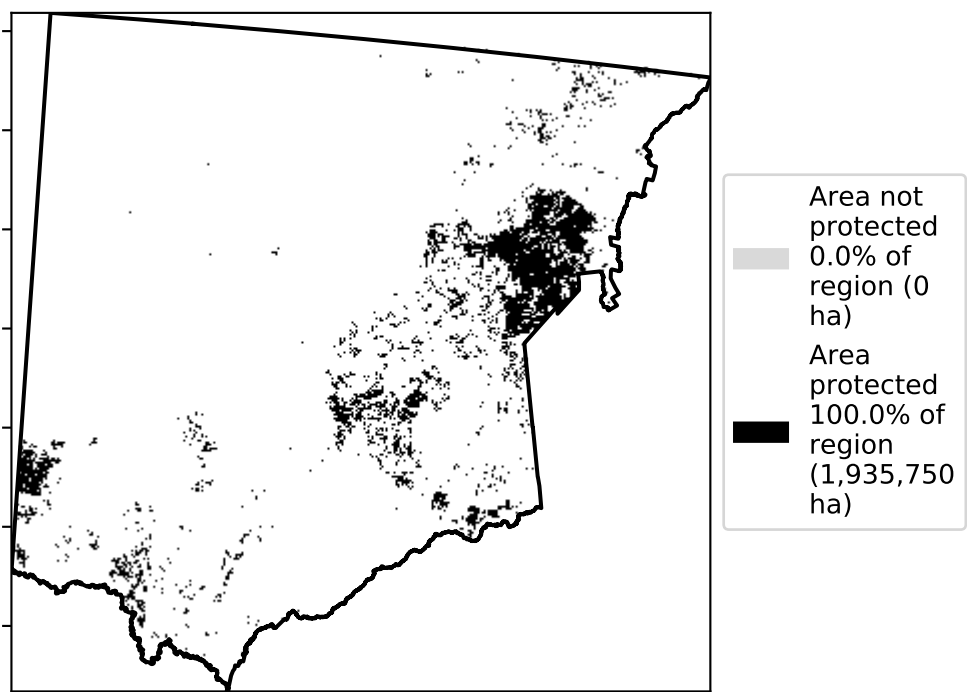 Area not
protected
0.0% of
region (0
ha)
Area
protected
100.0% of
region
(1,935,750
ha)